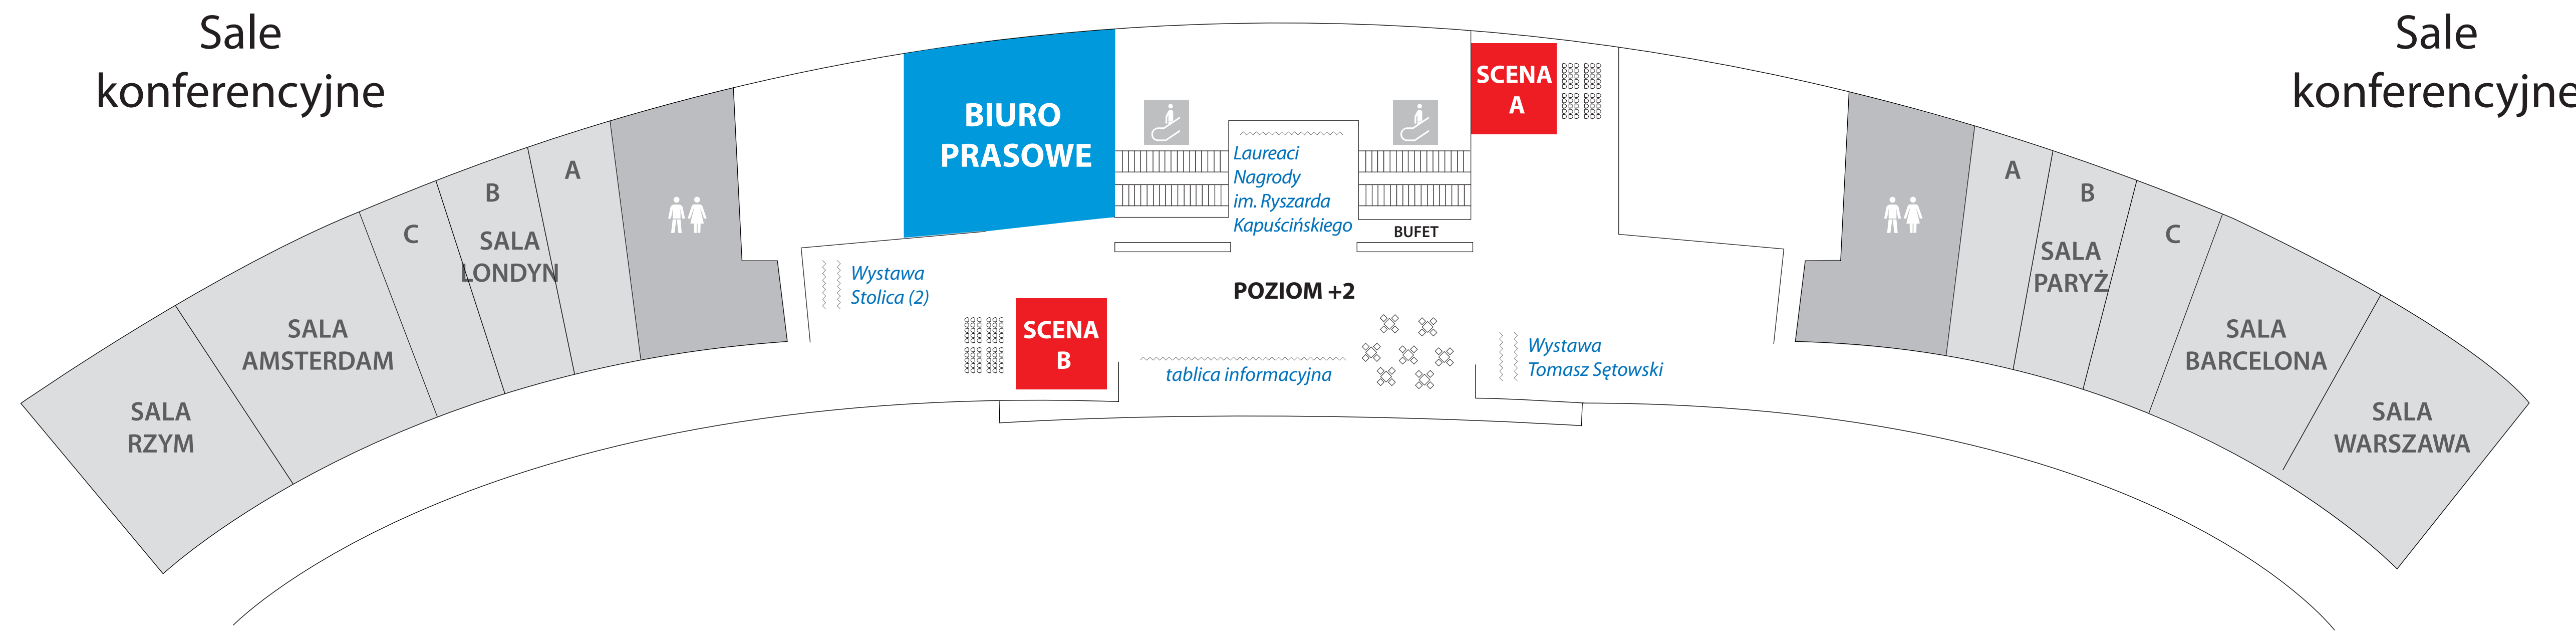 Sale
konferencyjne
Sale
konferencyjne
BIURO
PRASOWE
SCENA
A
Laureaci
Nagrody
im. Ryszarda
Kapuścińskiego
BUFET
A
B
C
SALA
LONDYN
SALA
AMSTERDAM
SALA
RZYM
Wystawa
Stolica (2)
POZIOM +2
SCENA
B
tablica informacyjna
Wystawa
Tomasz Sętowski
A
B
C
SALA
PARYŻ
SALA
BARCELONA
SALA
WARSZAWA